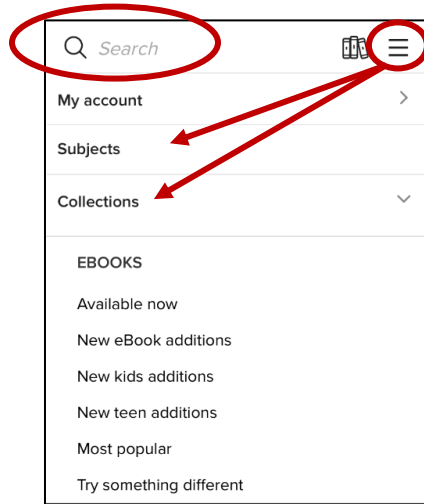 Search
My account
Subjects
Collections
EBOOKS
Available now
New eBook additions
New kids additions
New teen additions
Most popular
Try something different